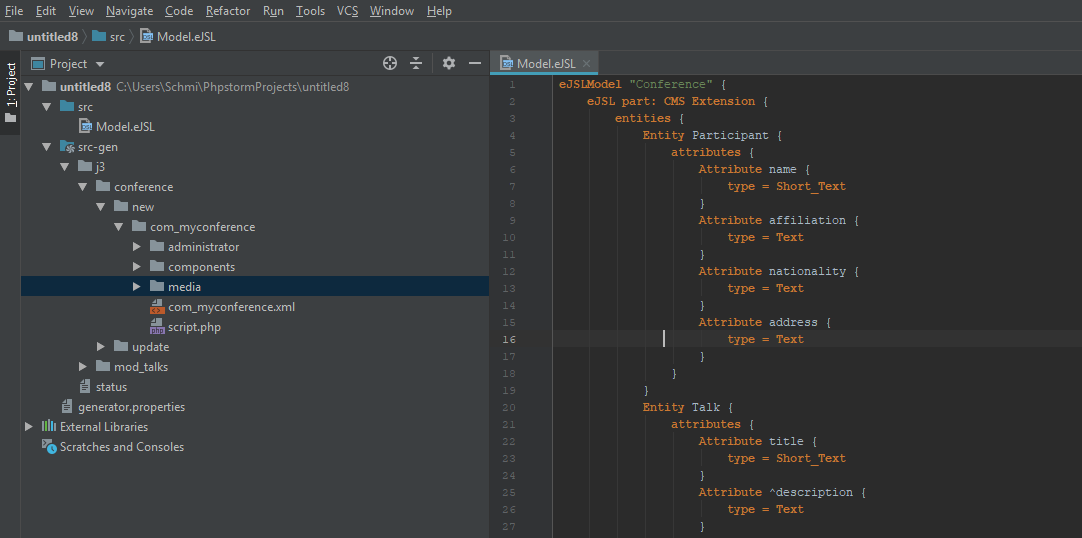 File Edit View Navigate Code Refactor Run Tools VCS Window Help
untitled8 src Model.eJSL
1: Project
Project
untitled8 C:\Users\Schmi\PhpstormProjects\untitled8
src
Model.eJSL
src-gen
j3
conference
new
com_myconference
administrator
components
media
com_myconference.xml
script.php
update
mod_talks
status
generator.properties
External Libraries
Scratches and Consoles
Model.eJSL
1 eJSLModel "Conference" {
2 eJSL part: CMS Extension {
3 entities {
4 Entity Participant {
5 attributes {
6 Attribute name {
7 type = Short_Text
8 }
9 Attribute affiliation {
10 type = Text
11 }
12 Attribute nationality {
13 type = Text
14 }
15 Attribute address {
16 type = Text
17 }
18 }
19 }
20 Entity Talk {
21 attributes {
22 Attribute title {
23 type = Short_Text
24 }
25 Attribute ^description {
26 type = Text
27 }